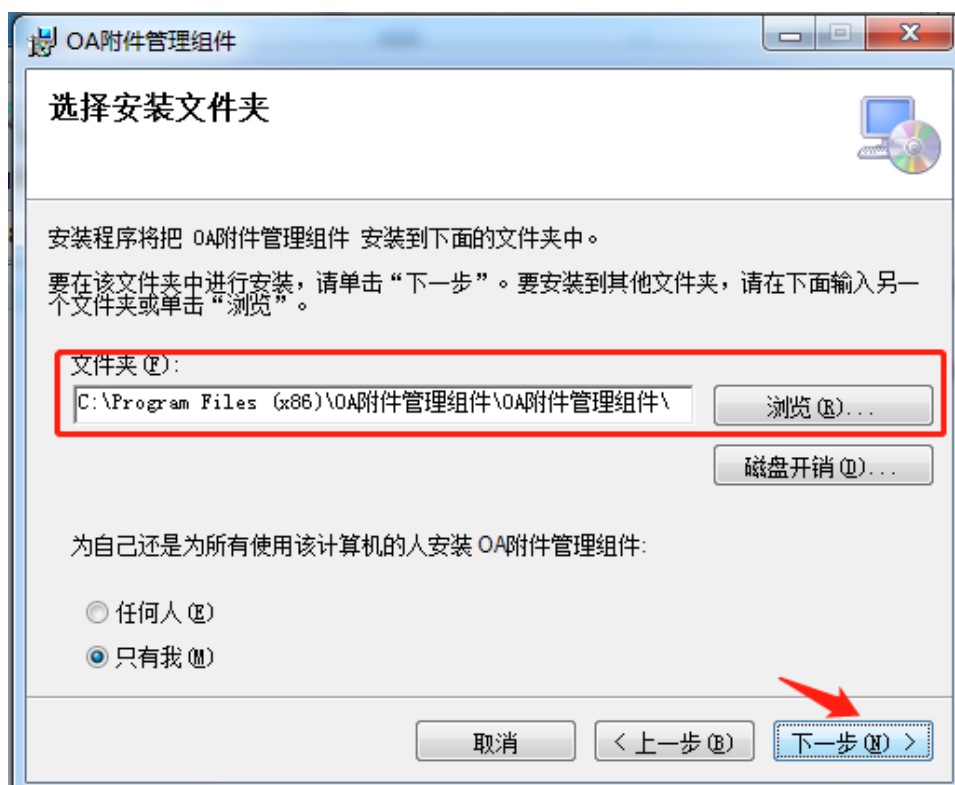 OA附件管理组件
选择安装文件夹
安装程序将把 OA附件管理组件 安装到下面的文件夹中。
要在该文件夹中进行安装，请单击“下一步”。要安装到其他文件夹，请在下面输入另一
个文件夹或单击“浏览”。
文件夹(F):
C:\Program Files (x86)\OA附件管理组件\OA附件管理组件\
浏览(R)...
磁盘开销(D)...
为自己还是为所有使用该计算机的人安装 OA附件管理组件:
任何人(E)
只有我(M)
取消
< 上一步(B)
下一步(N) >